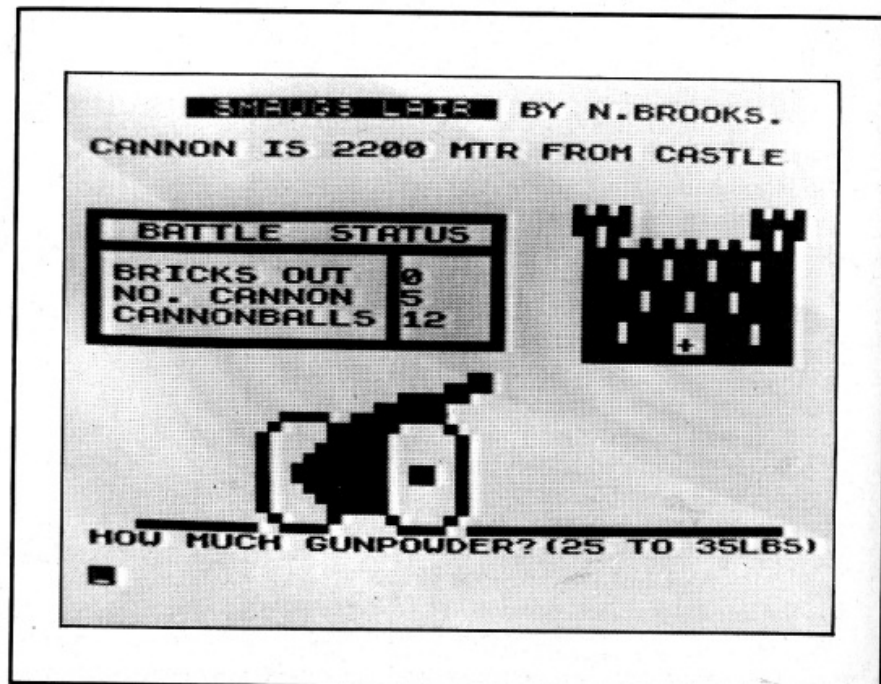 SMAUGS LAIR BY N.BROOKS.
CANNON IS 2200 MTR FROM CASTLE
BATTLE STATUS
BRICKS OUT 0
NO. CANNON 5
CANNONBALLS 12
HOW MUCH GUNPOWDER?(25 TO 35LBS)